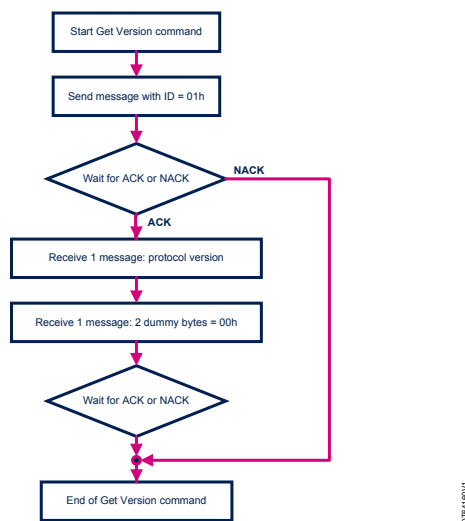 Start Get Version command
Send message with ID = 01h
Wait for ACK or NACK
NACK
ACK
Receive 1 message: protocol version
Receive 1 message: 2 dummy bytes = 00h
Wait for ACK or NACK
End of Get Version command